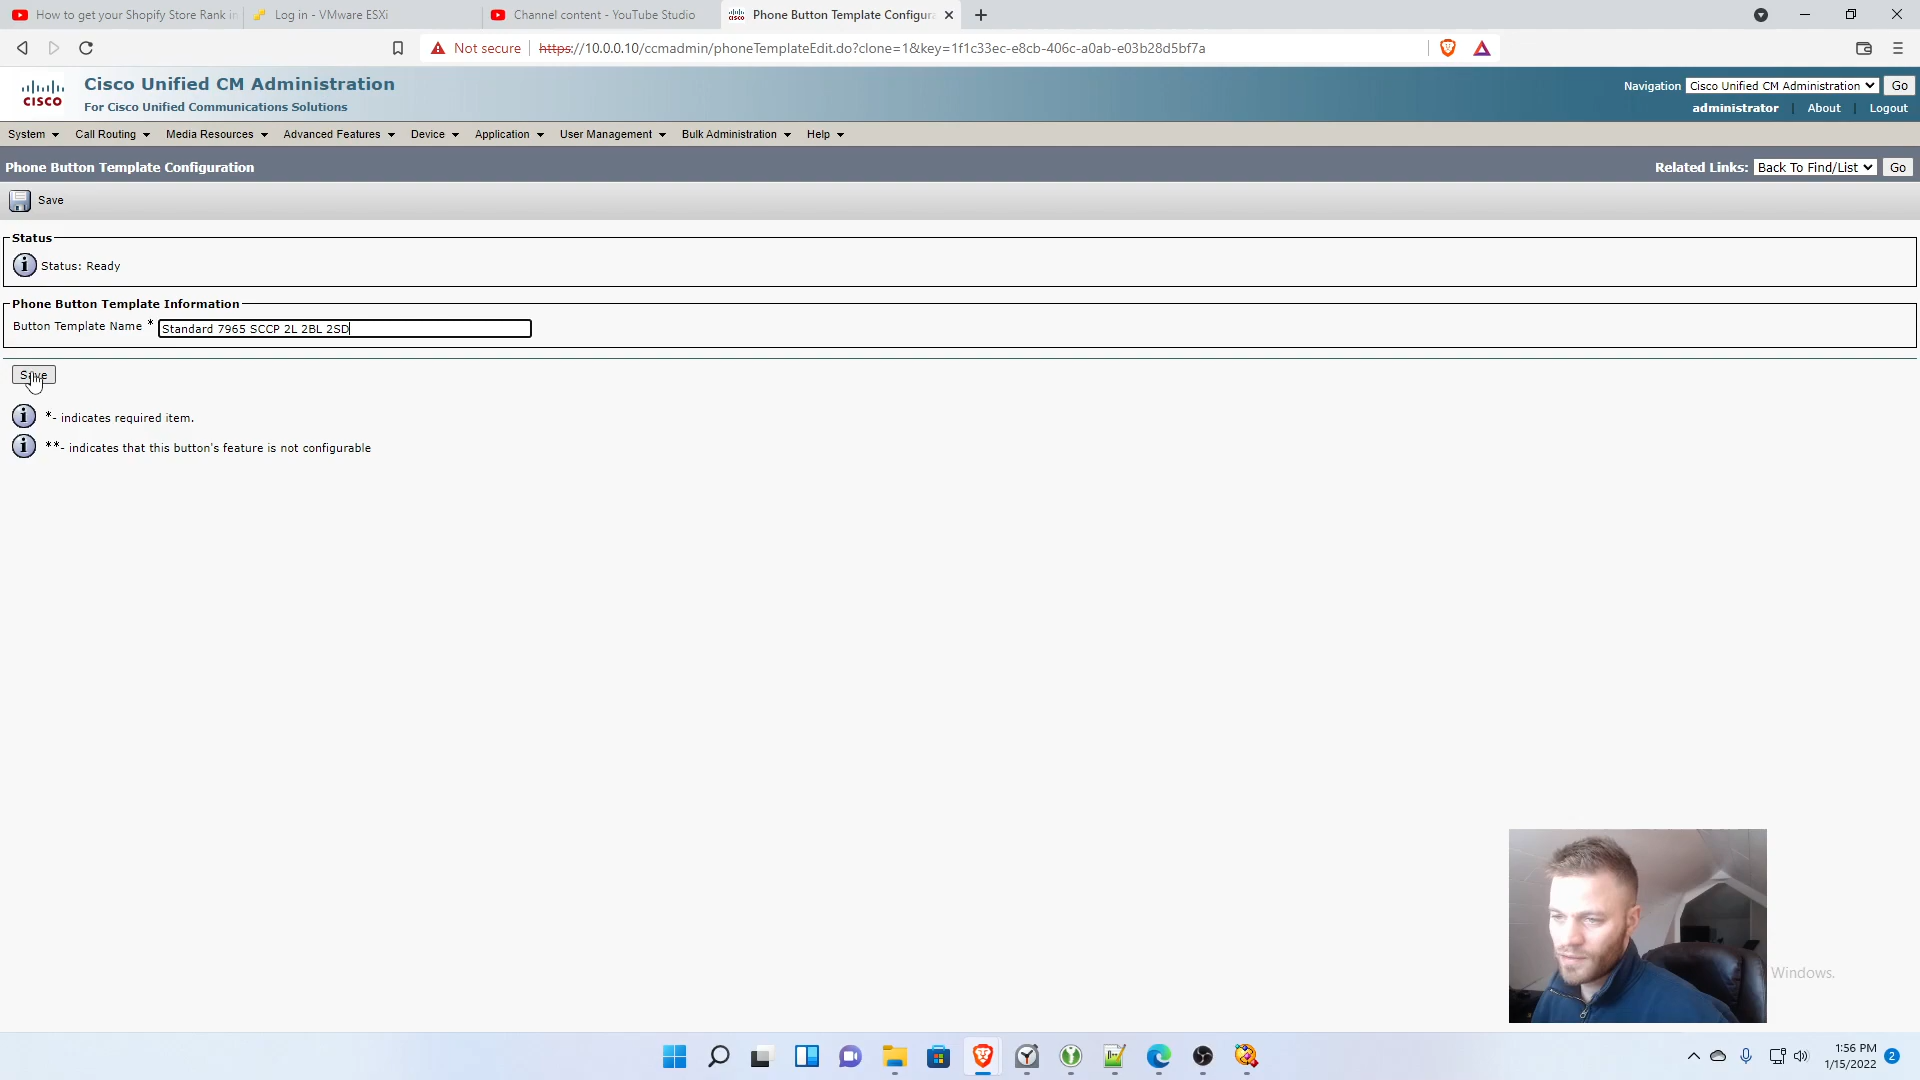 How to get your Shopify Store Rank in
Log in - VMware ESXi
Channel content - YouTube Studio
Phone Button Template Configura
Not secure
https://10.0.0.10/ccmadmin/phoneTemplateEdit.do?clone=1&key=1f1c33ec-e8cb-406c-a0ab-e03b28d5bf7a
CISCO
Cisco Unified CM Administration
For Cisco Unified Communications Solutions
Navigation Cisco Unified CM Administration Go
administrator | About | Logout
System Call Routing Media Resources Advanced Features Device Application User Management Bulk Administration Help
Phone Button Template Configuration
Related Links: Back To Find/List Go
Save
Status
Status: Ready
Phone Button Template Information
Button Template Name * Standard 7965 SCCP 2L 2BL 2SD
Save
*- indicates required item.
**- indicates that this button's feature is not configurable
Windows.
1:56 PM
1/15/2022
2